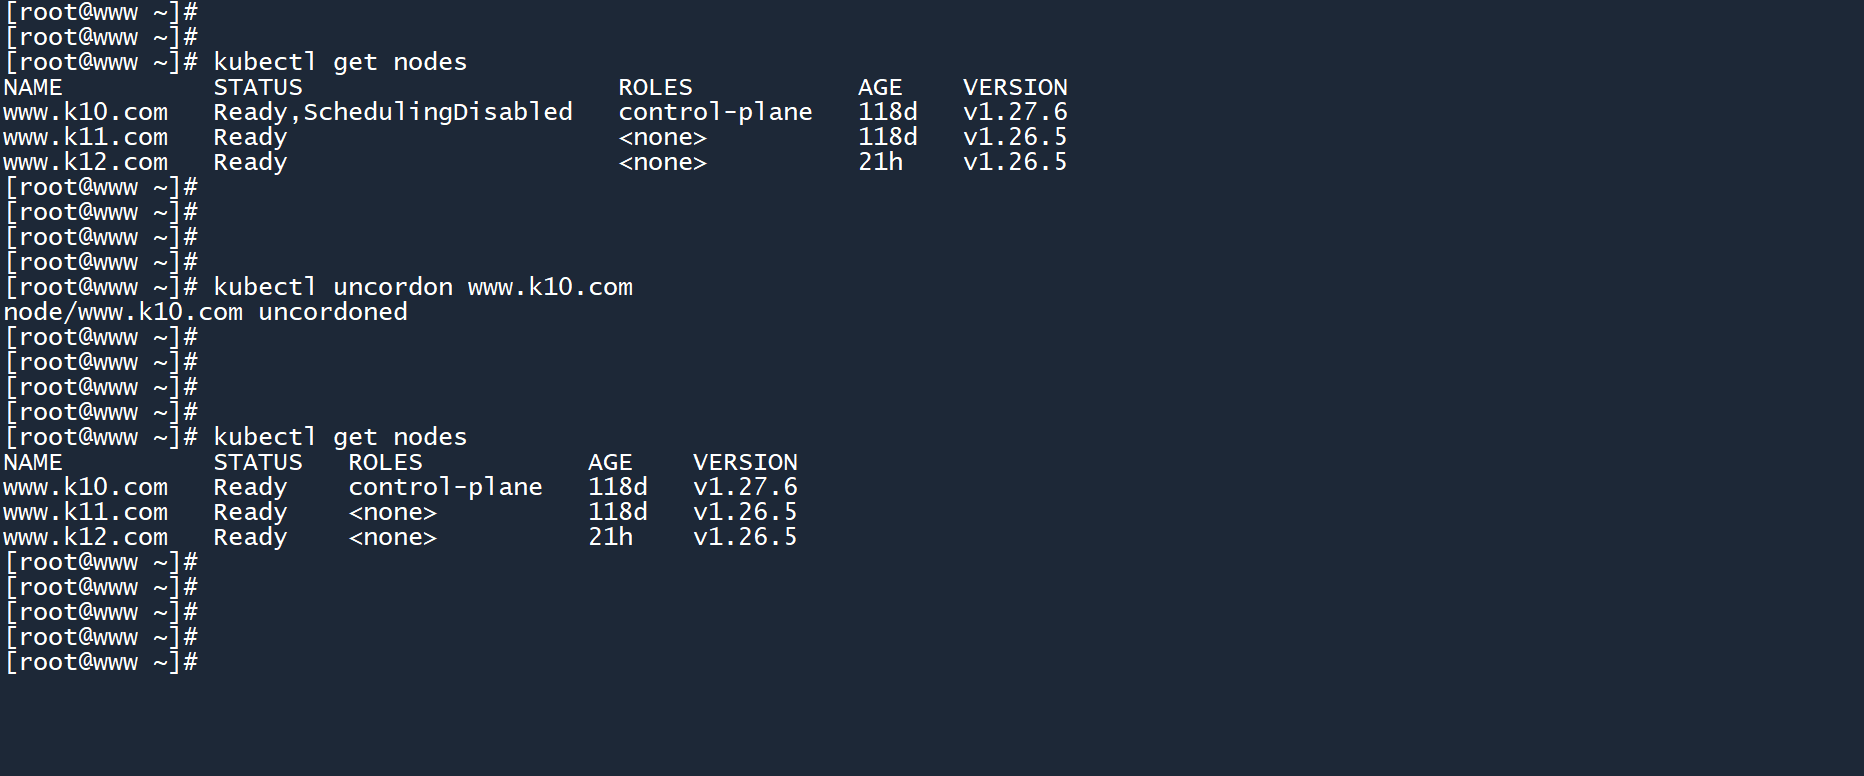 [root@www ~]#
[root@www ~]#
[root@www ~]# kubectl get nodes
NAME          STATUS                     ROLES           AGE    VERSION
www.k10.com   Ready,SchedulingDisabled   control-plane   118d   v1.27.6
www.k11.com   Ready                      <none>          118d   v1.26.5
www.k12.com   Ready                      <none>          21h    v1.26.5
[root@www ~]#
[root@www ~]#
[root@www ~]#
[root@www ~]#
[root@www ~]# kubectl uncordon www.k10.com
node/www.k10.com uncordoned
[root@www ~]#
[root@www ~]#
[root@www ~]#
[root@www ~]#
[root@www ~]# kubectl get nodes
NAME          STATUS   ROLES           AGE    VERSION
www.k10.com   Ready    control-plane   118d   v1.27.6
www.k11.com   Ready    <none>          118d   v1.26.5
www.k12.com   Ready    <none>          21h    v1.26.5
[root@www ~]#
[root@www ~]#
[root@www ~]#
[root@www ~]#
[root@www ~]#